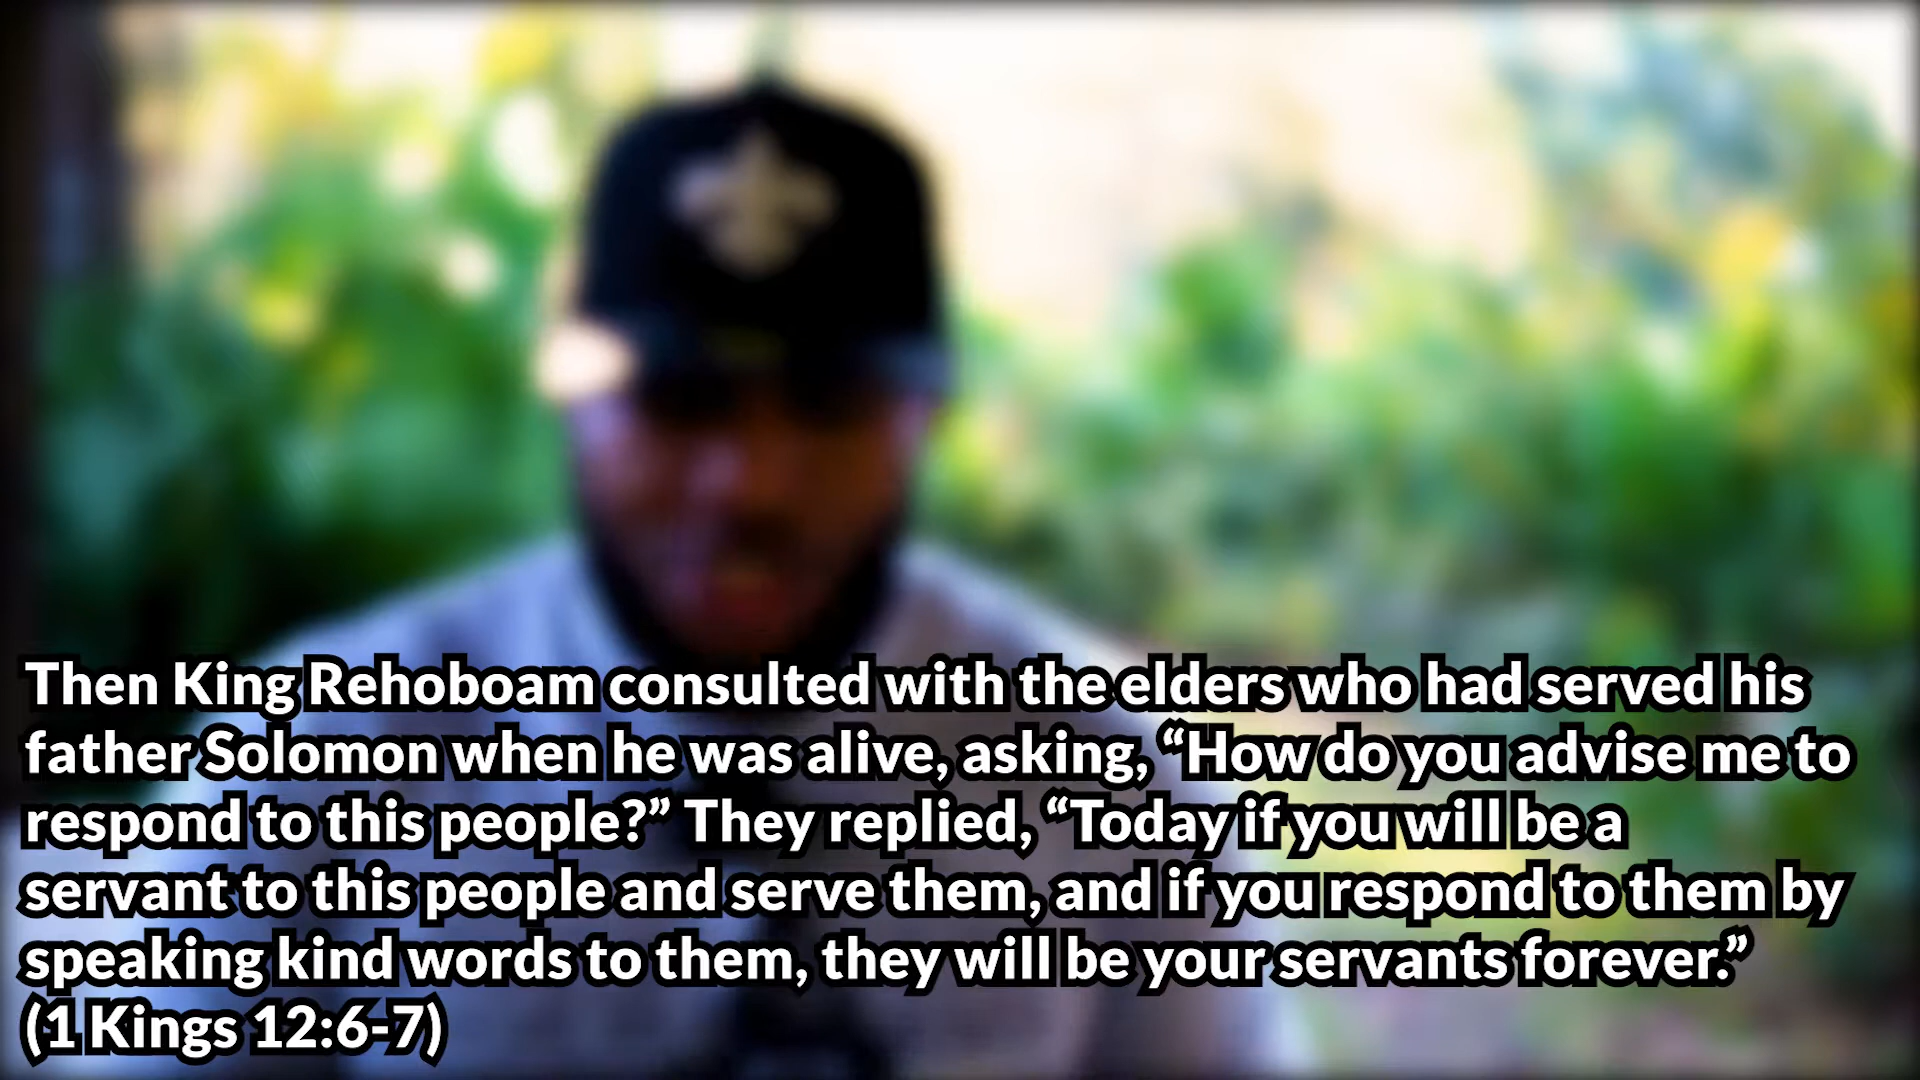 Then King Rehoboam consulted with the elders who had served his
father Solomon when he was alive, asking, “How do you advise me to
respond to this people?” They replied, “Today if you will be a
servant to this people and serve them, and if you respond to them by
speaking kind words to them, they will be your servants forever.”
(1 Kings 12:6-7)